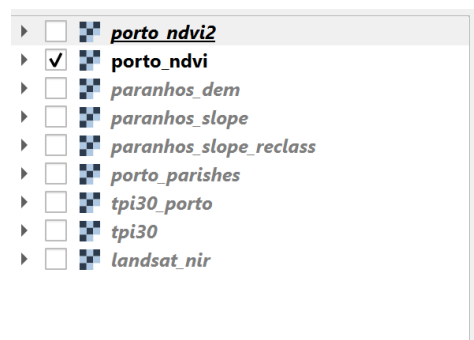 porto_ndvi2
porto_ndvi
paranhos_dem
paranhos_slope
paranhos_slope_reclass
porto_parishes
tpi30_porto
tpi30
landsat_nir